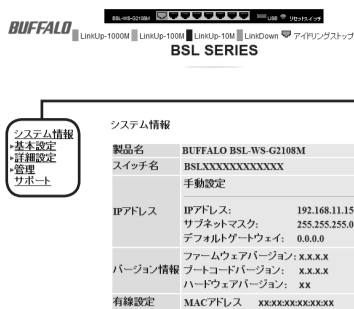 BUFFALO
BSL-WS-G2108M
USB
リセットスイッチ
LinkUp-1000M LinkUp-100M LinkUp-10M LinkDown アイドリングストップ
BSL SERIES
システム情報
▸基本設定
▸詳細設定
▸管理
サポート
システム情報
製品名 BUFFALO BSL-WS-G2108M
スイッチ名 BSLXXXXXXXXXXXX
手動設定
IPアドレス IPアドレス: 192.168.11.15
サブネットマスク: 255.255.255.0
デフォルトゲートウェイ: 0.0.0.0
ファームウェアバージョン: x.x.x.x
バージョン情報 ブートコードバージョン: x.x.x.x
ハードウェアバージョン: xx
有線設定 MACアドレス xx:xx:xx:xx:xx:xx